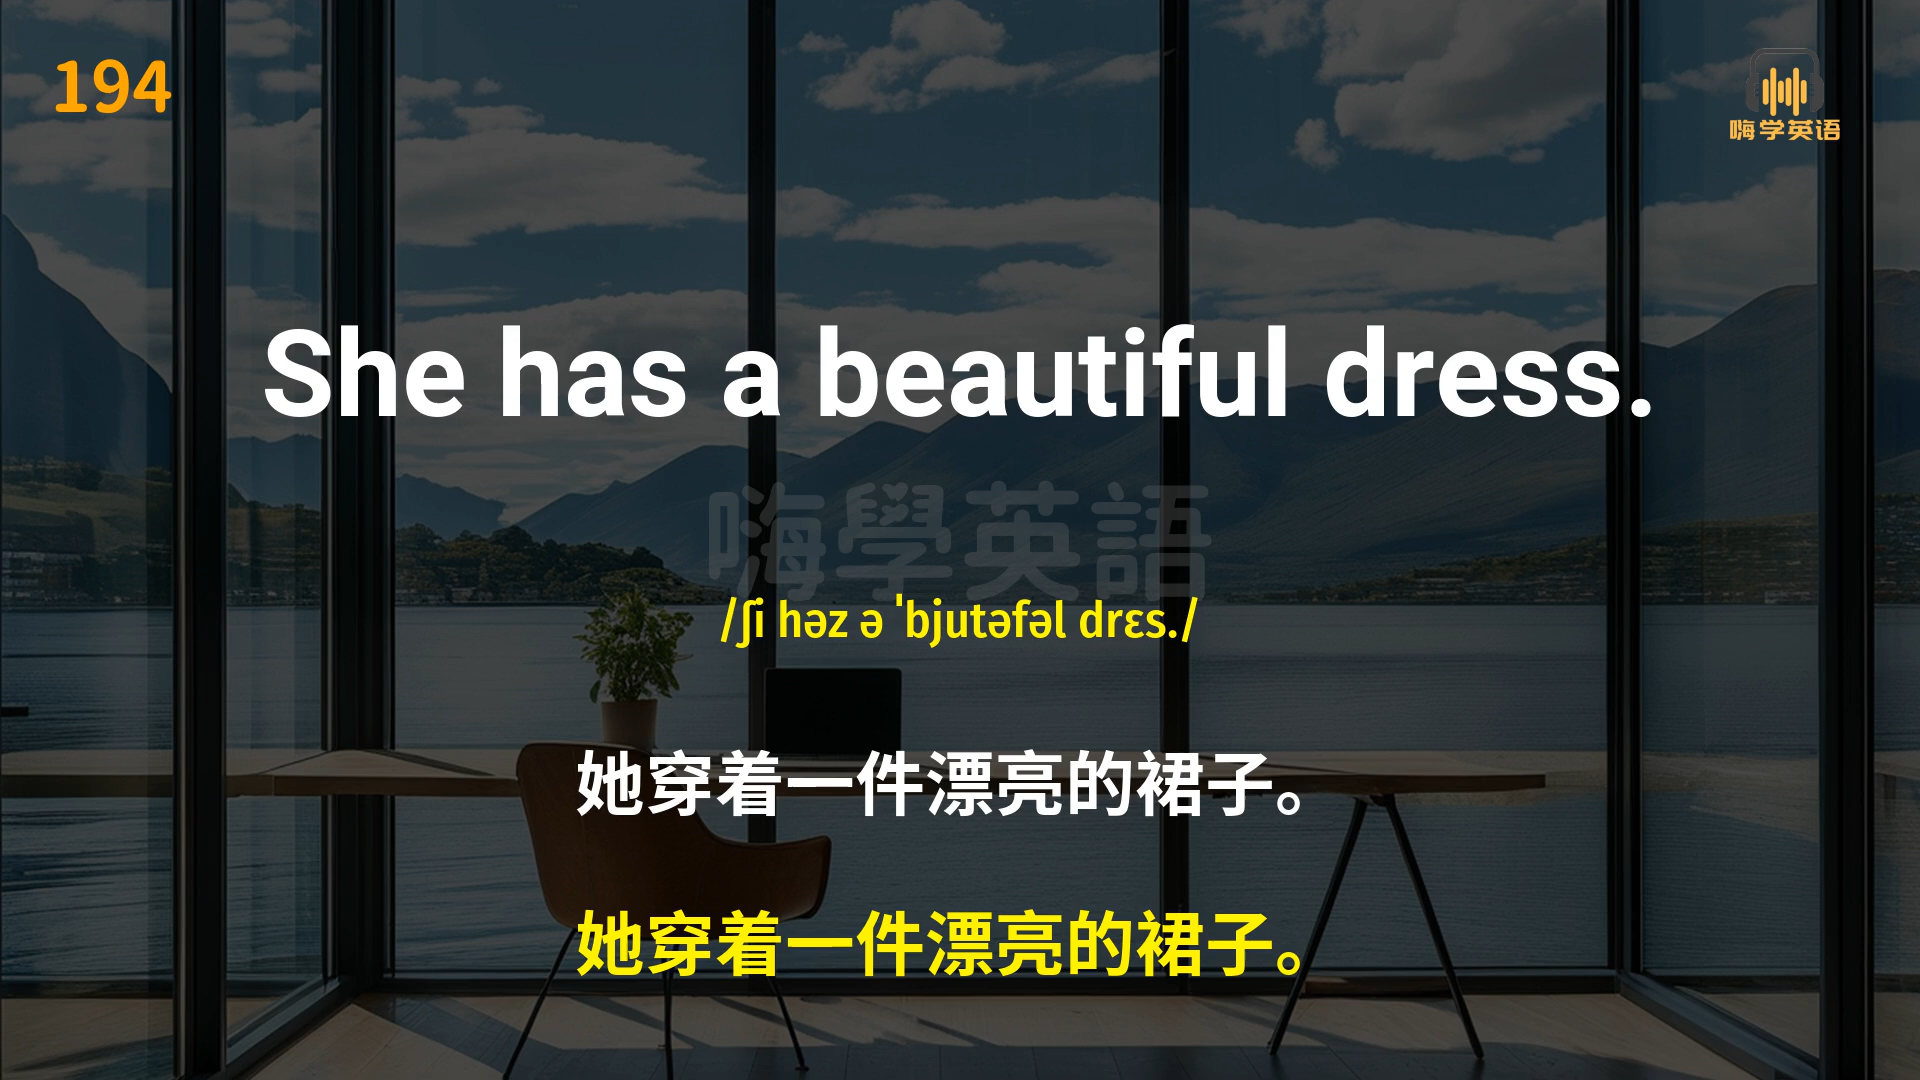 194
嗨学英语
She has a beautiful dress.
嗨學英語
/ʃi həz ə ˈbjutəfəl drɛs./
她穿着一件漂亮的裙子。
她穿着一件漂亮的裙子。